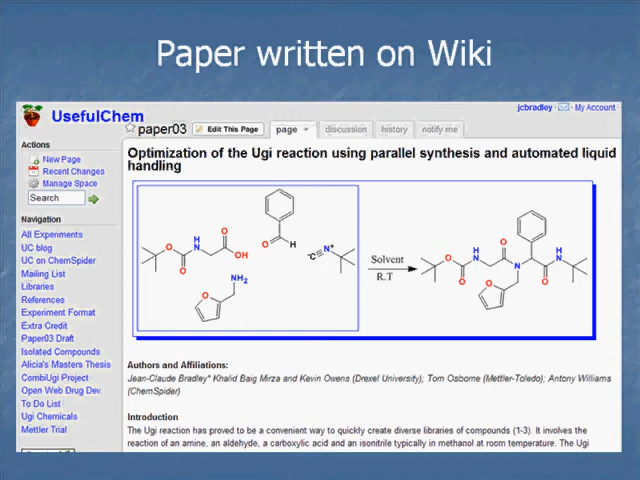 Paper written on Wiki
jcbradley My Account
UsefulChem
paper03 Edit This Page page discussion history notify me
Actions
New Page
Recent Changes
Manage Space
Search
Navigation
All Experiments
UC blog
UC on ChemSpider
Mailing List
Libraries
References
Experiment Format
Extra Credit
Paper03 Draft
Isolated Compounds
Alicia's Masters Thesis
CombiUgi Project
Open Web Drug Dev.
To Do List
Ugi Chemicals
Mettler Trial
Optimization of the Ugi reaction using parallel synthesis and automated liquid
handling
O H N O O OH
O H
C N+
NH2 O
Solvent
R.T
O H N O O N O H N O
Authors and Affiliations:
Jean-Claude Bradley* Khalid Baig Mirza and Kevin Owens (Drexel University); Tom Osborne (Mettler-Toledo); Antony Williams
(ChemSpider)
Introduction
The Ugi reaction has proved to be a convenient way to quickly create diverse libraries of compounds (1-3). It involves the
reaction of an amine, an aldehyde, a carboxylic acid and an isonitrile typically in methanol at room temperature. The Ugi